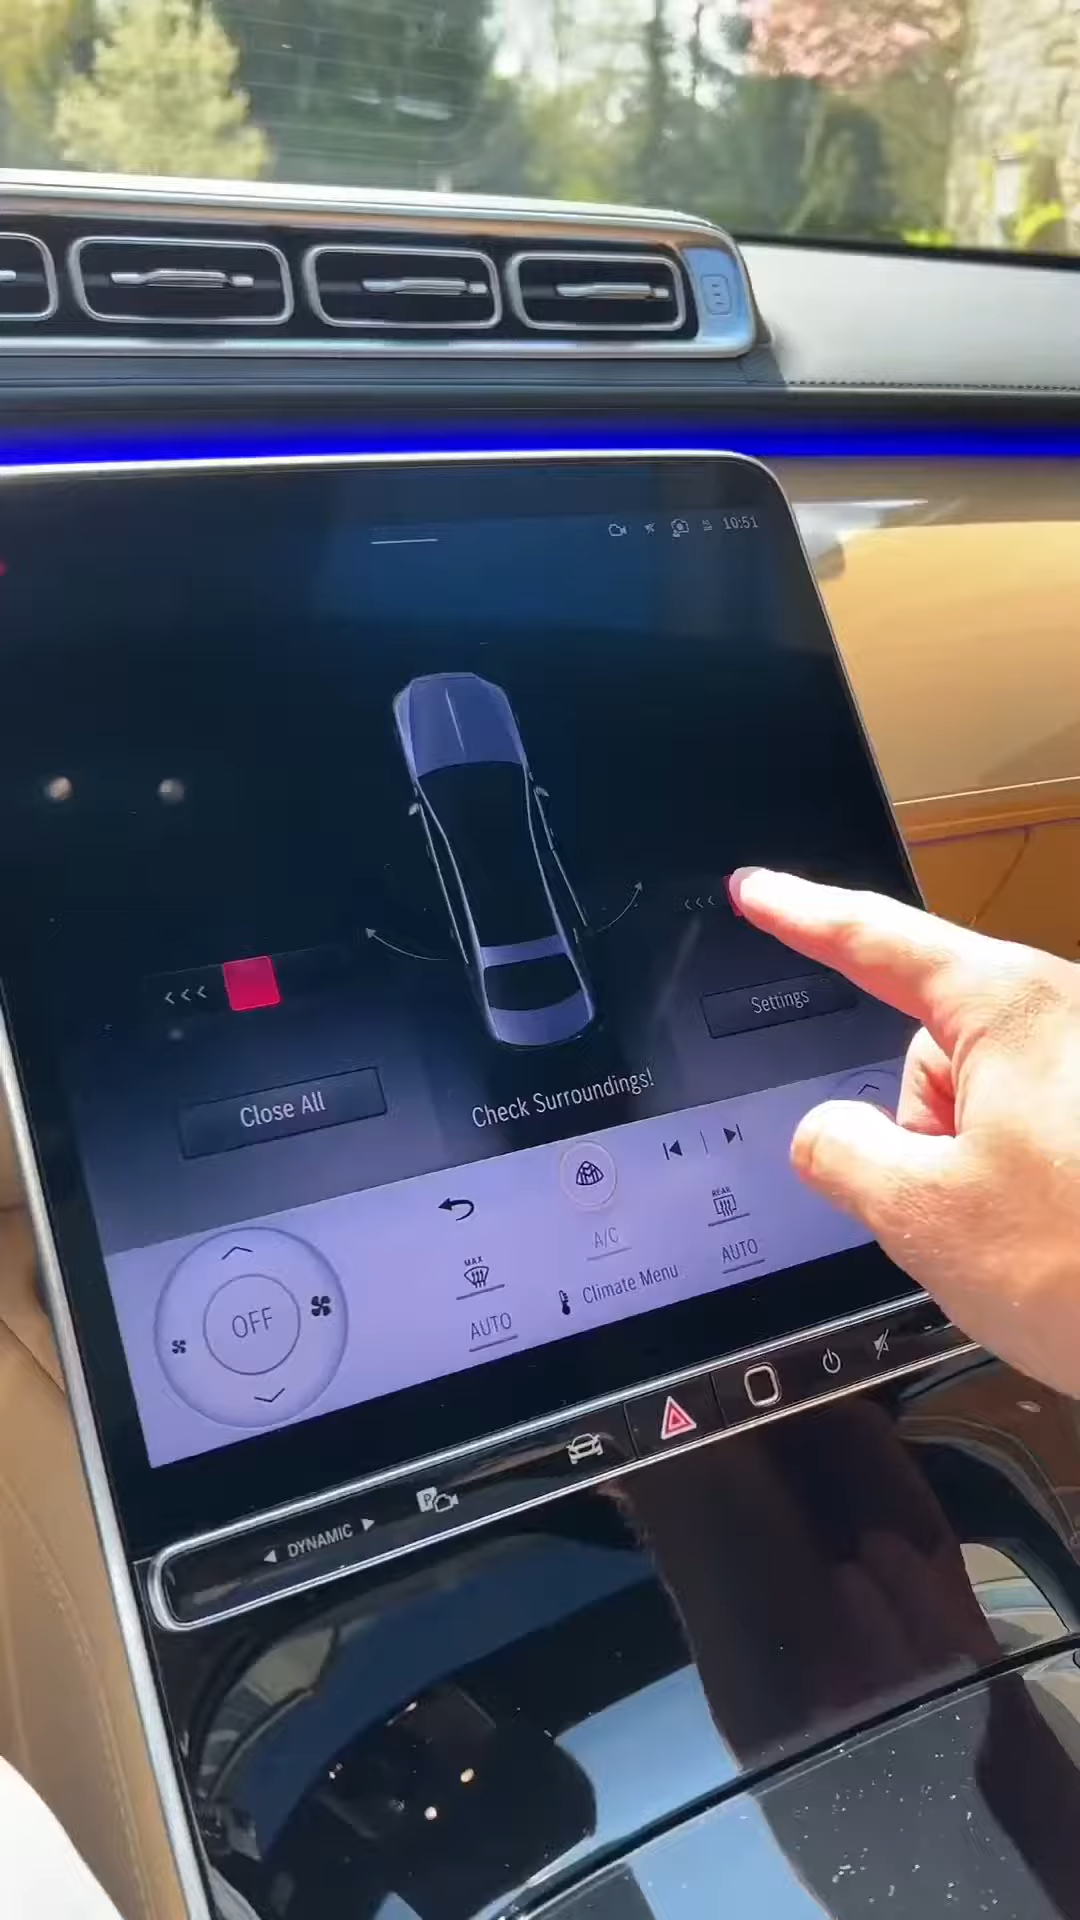 10:51
Settings
Close All
Check Surroundings!
REAR
MAX
A/C
AUTO
OFF
Climate Menu
AUTO
◀ DYNAMIC ▶
P